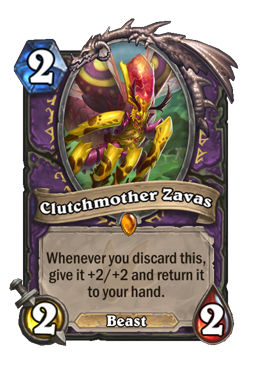 2
Clutchmother Zavas
Whenever you discard this,
give it +2/+2 and return it
to your hand.
2
Beast
2